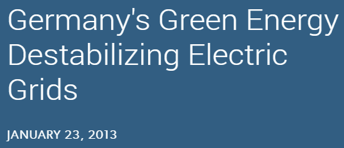 Germany's Green Energy
Destabilizing Electric
Grids
JANUARY 23, 2013